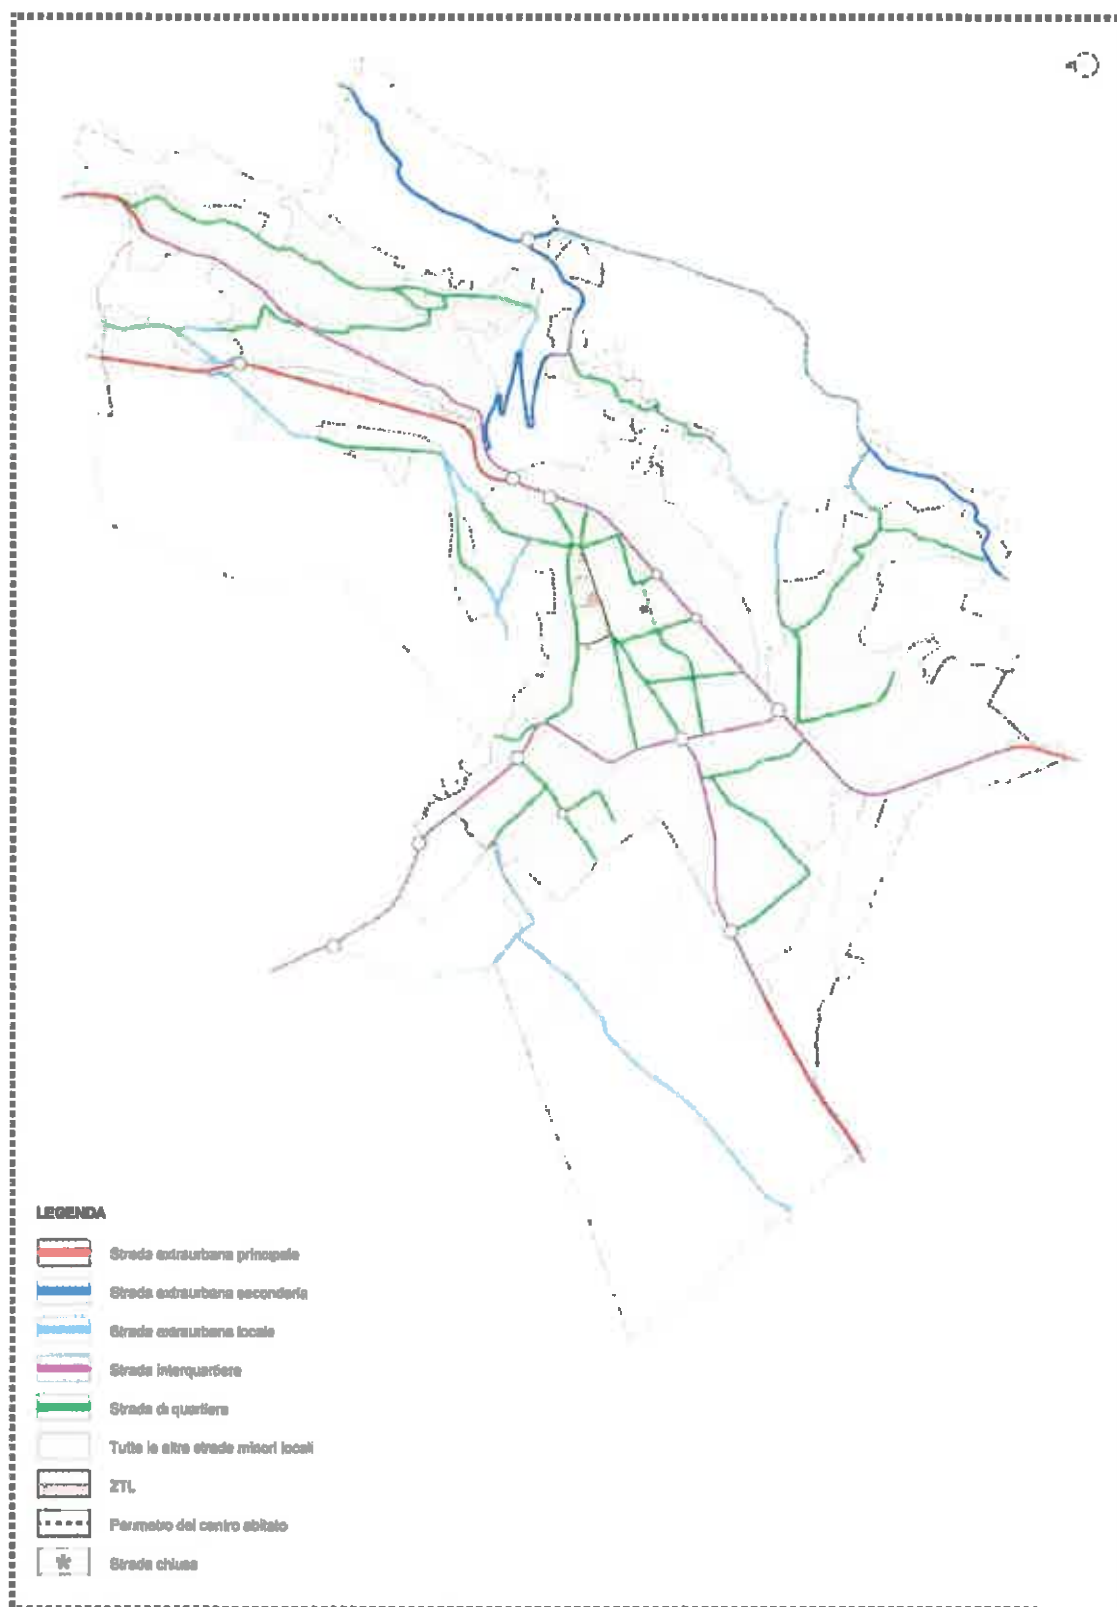 LEGENDA
Strada extraurbana principale
Strada extraurbana secondaria
Strada extraurbana locale
Strada interquartiere
Strada di quartiere
Tutte le altre strade minori locali
ZTL
Perimetro del centro abitato
Strada chiusa